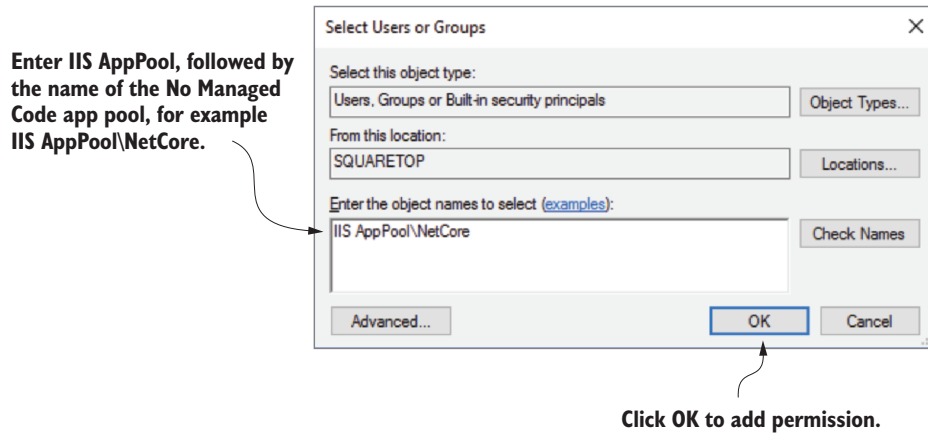 Select Users or Groups
Enter IIS AppPool, followed by
the name of the No Managed
Code app pool, for example
IIS AppPool\NetCore.
Select this object type:
Users, Groups or Built-in security principals
Object Types...
From this location:
SQUARETOP
Locations...
Enter the object names to select (examples):
IIS AppPool\NetCore
Check Names
Advanced...
OK
Cancel
Click OK to add permission.